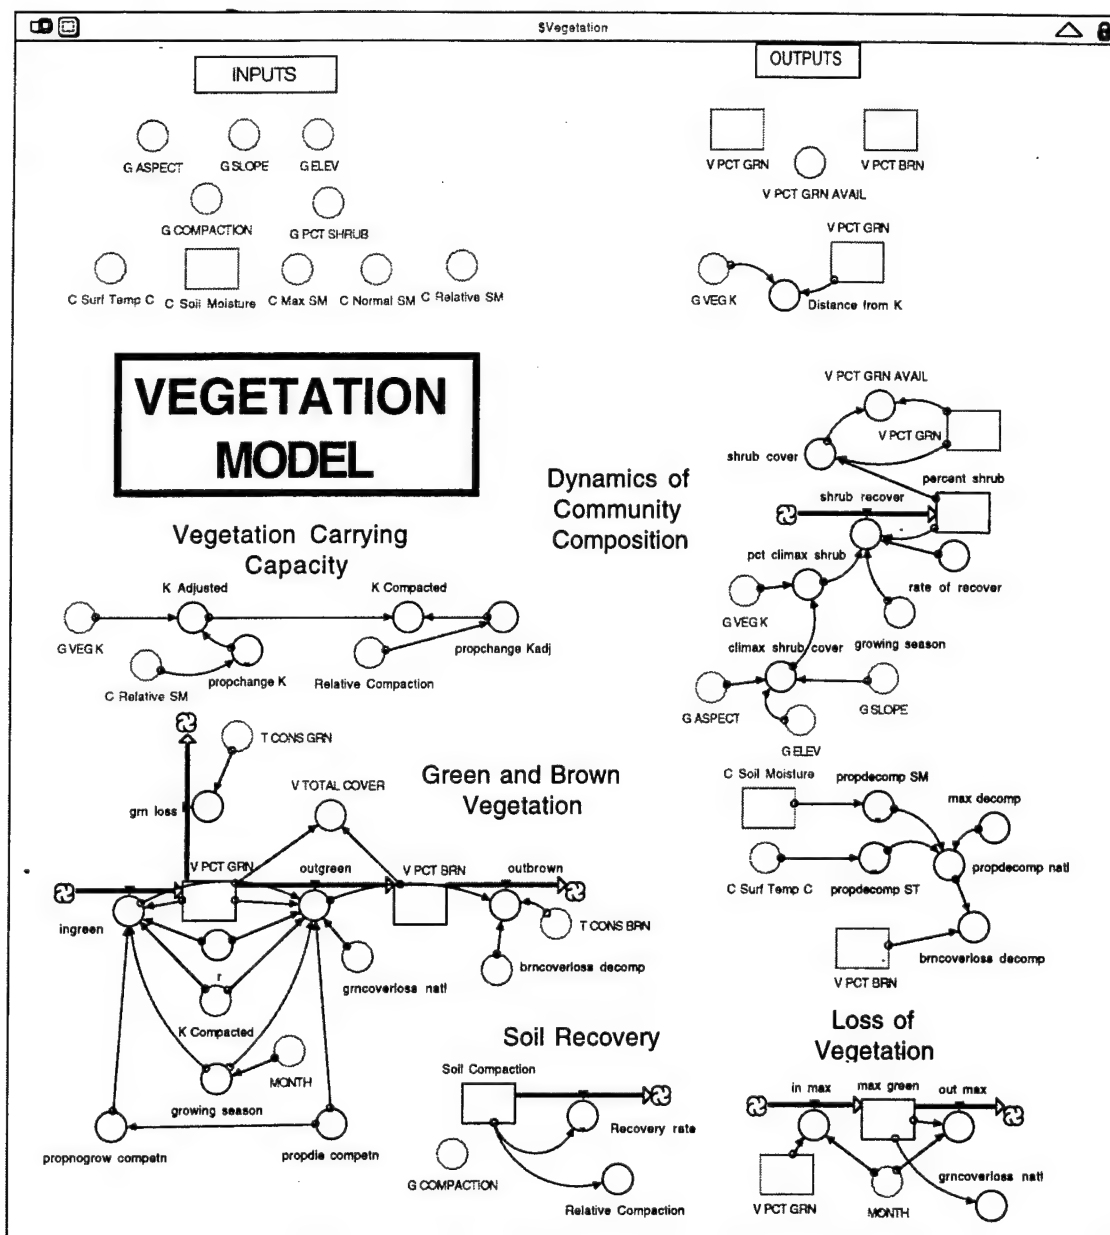 $Vegetation
INPUTS
OUTPUTS
G ASPECT
G SLOPE
G ELEV
G COMPACTION
G PCT SHRUB
C Surf Temp C
C Soil Moisture
C Max SM
C Normal SM
C Relative SM
V PCT GRN
V PCT BRN
V PCT GRN AVAIL
V PCT GRN
G VEG K
Distance from K
VEGETATION
MODEL
Vegetation Carrying
Capacity
K Adjusted
K Compacted
G VEG K
C Relative SM
propchange K
Relative Compaction
propchange Kadj
Dynamics of
Community
Composition
V PCT GRN AVAIL
V PCT GRN
shrub cover
percent shrub
shrub recover
pct climax shrub
rate of recover
G VEG K
growing season
climax shrub cover
G ASPECT
G SLOPE
G ELEV
Green and Brown
Vegetation
T CONS GRN
grn loss
V TOTAL COVER
V PCT GRN
outgreen
V PCT BRN
outbrown
ingreen
T CONS BRN
r
grncoverloss natl
brncoverloss decomp
K Compacted
MONTH
growing season
propnogrow competn
propdie competn
C Soil Moisture
propdecomp SM
max decomp
C Surf Temp C
propdecomp ST
propdecomp natl
V PCT BRN
brncoverloss decomp
Soil Recovery
Soil Compaction
Recovery rate
G COMPACTION
Relative Compaction
Loss of
Vegetation
in max
max green
out max
grncoverloss natl
V PCT GRN
MONTH